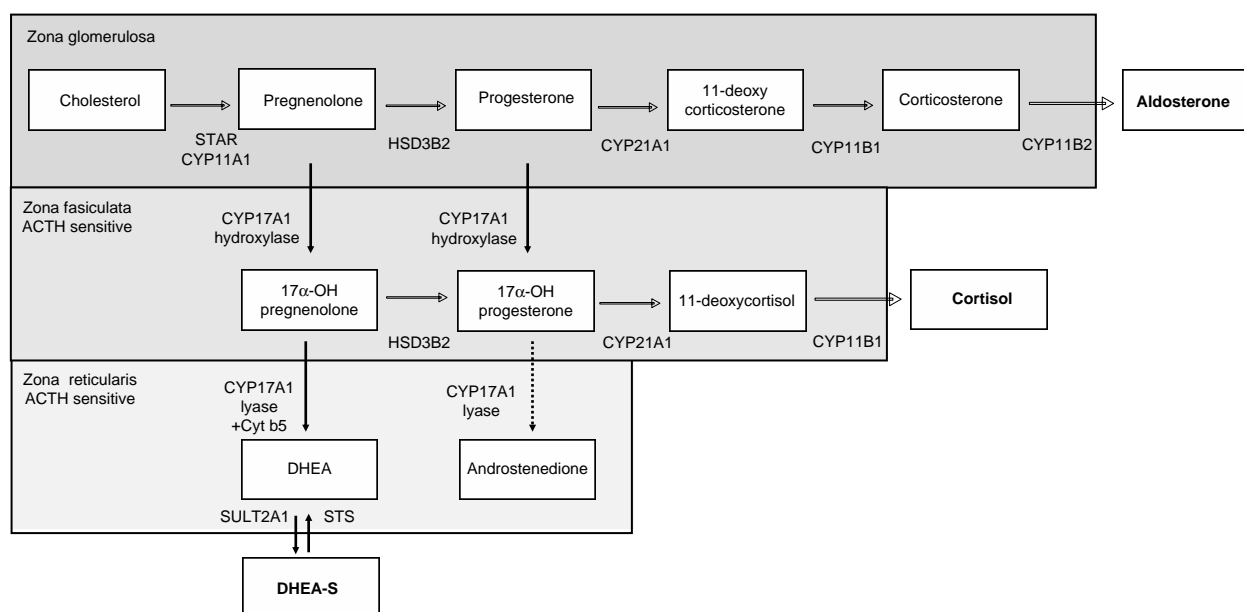 Zona glomerulosa
Cholesterol
Pregnenolone
Progesterone
11-deoxy
corticosterone
Corticosterone
Aldosterone
STAR
CYP11A1
HSD3B2
CYP21A1
CYP11B1
CYP11B2
Zona fasiculata
ACTH sensitive
CYP17A1
hydroxylase
CYP17A1
hydroxylase
17α-OH
pregnenolone
17α-OH
progesterone
11-deoxycortisol
Cortisol
HSD3B2
CYP21A1
CYP11B1
Zona reticularis
ACTH sensitive
CYP17A1
lyase
+Cyt b5
CYP17A1
lyase
DHEA
Androstenedione
SULT2A1
STS
DHEA-S